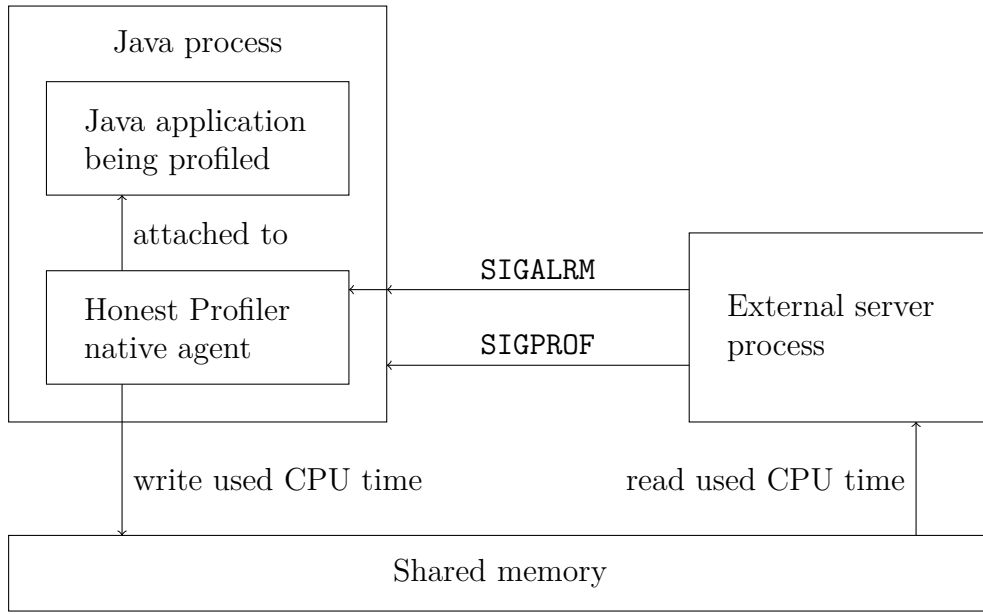 Java process
Java application
being profiled
attached to
Honest Profiler
native agent
SIGALRM
SIGPROF
External server
process
write used CPU time
read used CPU time
Shared memory